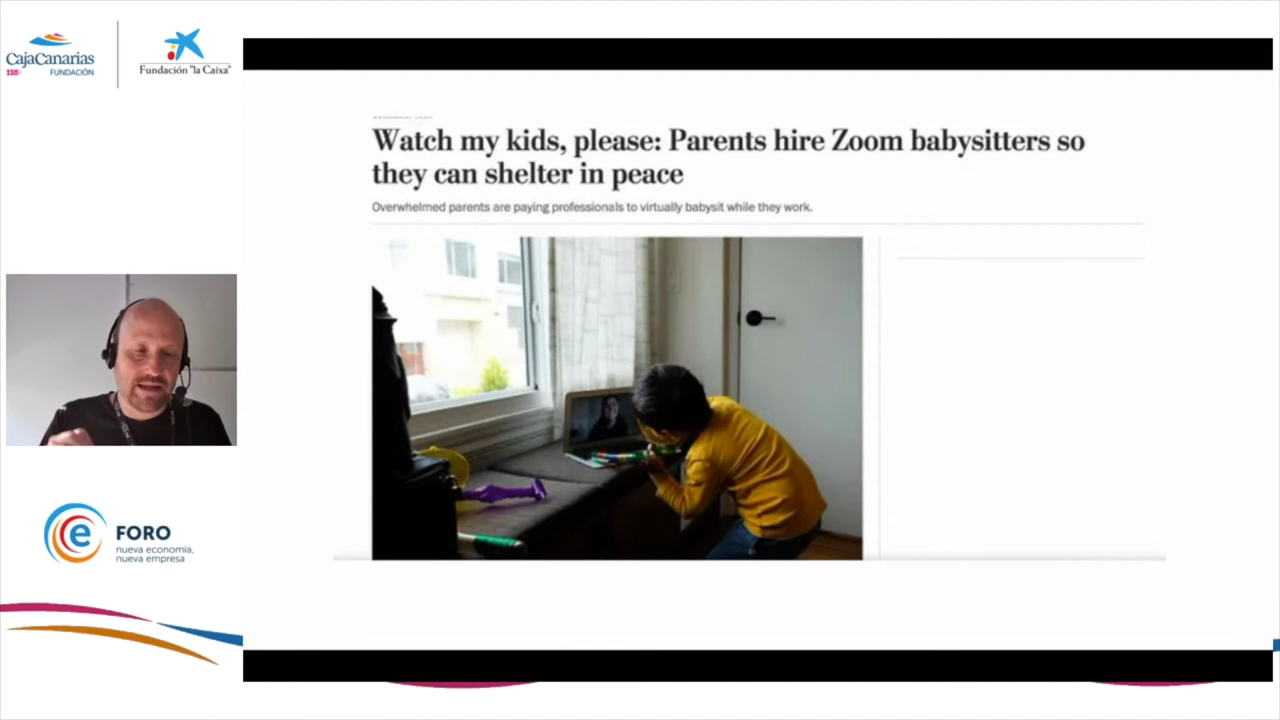 CajaCanarias
110
FUNDACIÓN
Fundación "la Caixa"
Watch my kids, please: Parents hire Zoom babysitters so
they can shelter in peace
Overwhelmed parents are paying professionals to virtually babysit while they work.
e
FORO
nueva economía,
nueva empresa